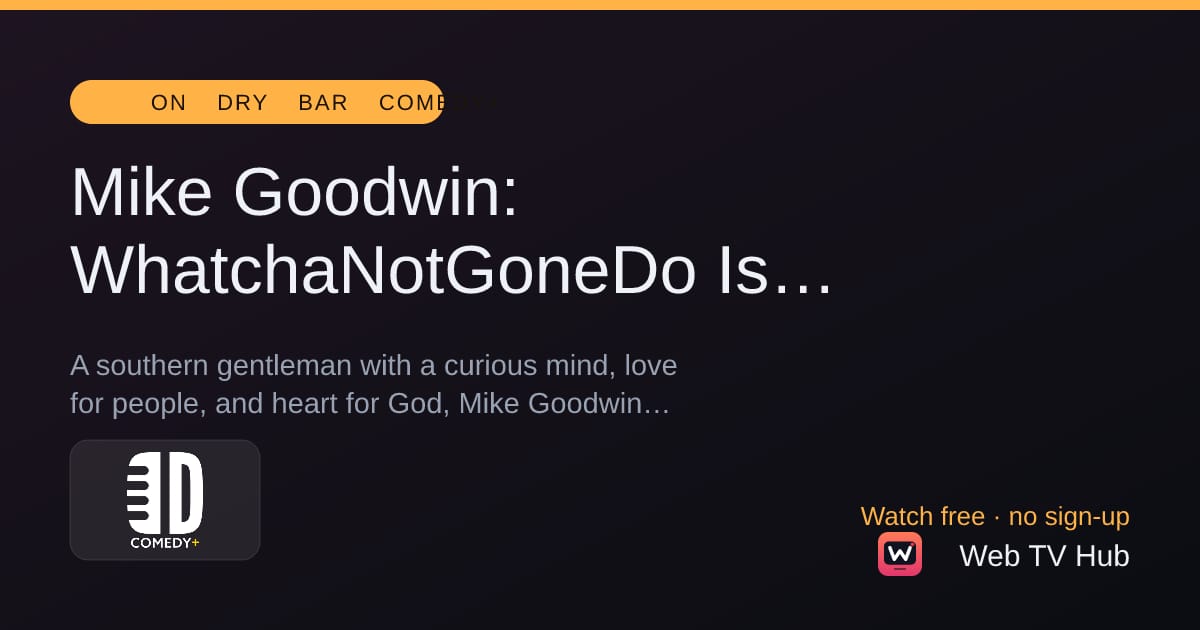 ON DRY BAR COMEDY+
Mike Goodwin:
WhatchaNotGoneDo Is…
A southern gentleman with a curious mind, love
for people, and heart for God, Mike Goodwin…
COMEDY+
Watch free · no sign-up
W Web TV Hub